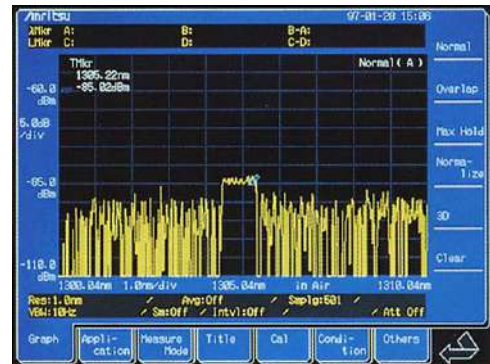 Anritsu 97-01-28 15:06
λMkr A: B: B-A:
LMkr C: D: C-D:
Normal
TMkr Normal( A )
1305.22nm
-85.02dBm
-60.0
dBm
Overlap
5.0dB
/div
Max Hold
Norma-
lize
-85.0
dBm
3D
Clear
-110.0
dBm
1300.04nm 1.0nm/div 1305.04nm in Air 1310.04nm
Res:1.0nm / Avg:Off / Smplg:501 /
VBW:10Hz / Sm:Off / Intvl:Off / / Att Off
Graph
Appli-
cation
Measure
Mode
Title
Cal
Condi-
tion
Others